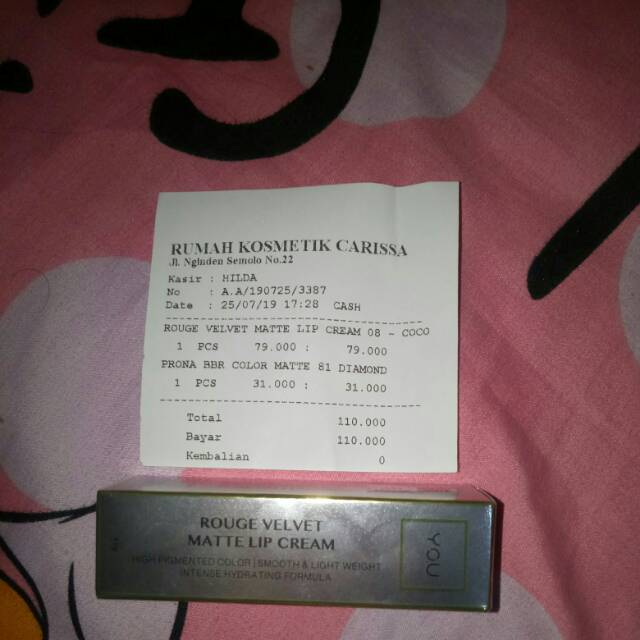 RUMAH KOSMETIK CARISSA
Jl. Nginden Semolo No.22
Kasir : HILDA
No : A.A/190725/3387
Date : 25/07/19 17:28 CASH
ROUGE VELVET MATTE LIP CREAM 08 - COCO
1 PCS 79.000 : 79.000
PRONA BBR COLOR MATTE 81 DIAMOND
1 PCS 31.000 : 31.000
Total 110.000
Bayar 110.000
Kembalian 0
ROUGE VELVET
MATTE LIP CREAM
HIGH PIGMENTED COLOR | SMOOTH & LIGHT WEIGHT
INTENSE HYDRATING FORMULA
YOU